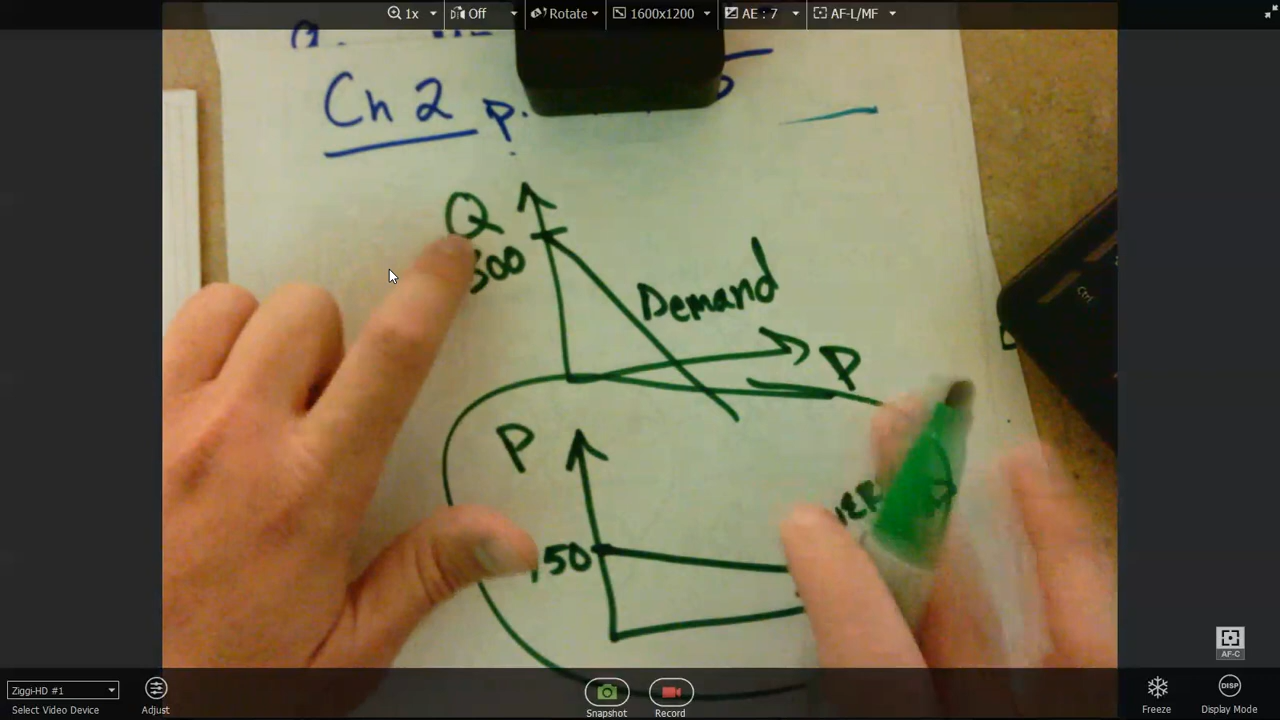 1x Off Rotate 1600x1200 AE : 7 AF-L/MF
Ch 2 p.
Q
300
Demand
P
P
150
Ctrl
AF-C
Ziggi-HD #1
Select Video Device
Adjust
Snapshot
Record
Freeze
DISP
Display Mode